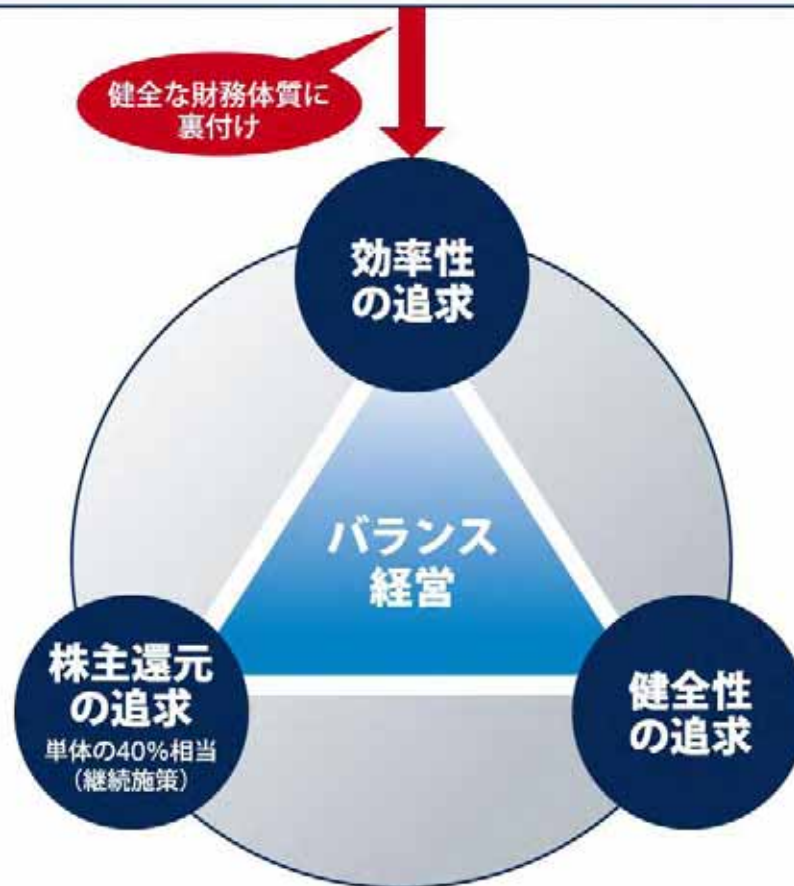 健全な財務体質に
裏付け
効率性
の追求
バランス
経営
株主還元
の追求
単体の40%相当
（継続施策）
健全性
の追求